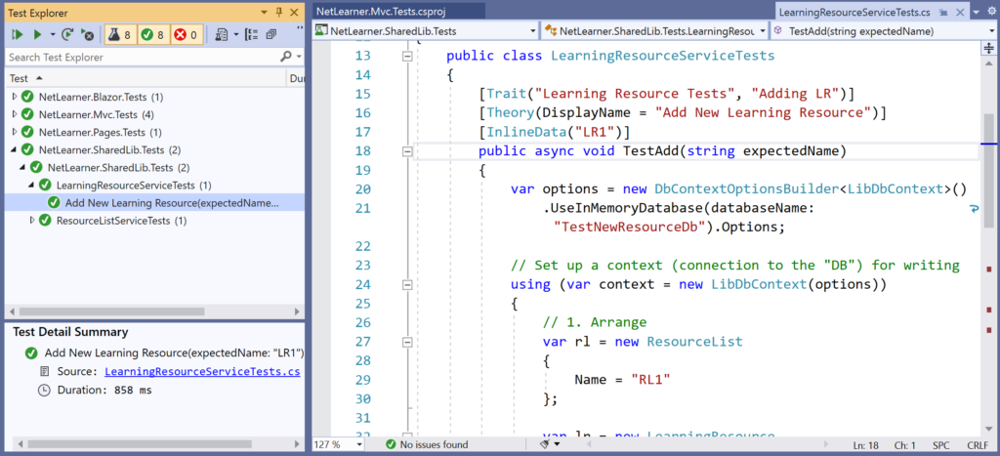 Test Explorer
8 8 0
Search Test Explorer
Test Du
NetLearner.Blazor.Tests (1)
NetLearner.Mvc.Tests (4)
NetLearner.Pages.Tests (1)
NetLearner.SharedLib.Tests (2)
NetLearner.SharedLib.Tests (2)
LearningResourceServiceTests (1)
Add New Learning Resource(expectedName...
ResourceListServiceTests (1)
Test Detail Summary
Add New Learning Resource(expectedName: "LR1")
Source: LearningResourceServiceTests.cs
Duration: 858 ms
NetLearner.Mvc.Tests.csproj
LearningResourceServiceTests.cs
NetLearner.SharedLib.Tests
NetLearner.SharedLib.Tests.LearningResou
TestAdd(string expectedName)
13 public class LearningResourceServiceTests
14 {
15 [Trait("Learning Resource Tests", "Adding LR")]
16 [Theory(DisplayName = "Add New Learning Resource")]
17 [InlineData("LR1")]
18 public async void TestAdd(string expectedName)
19 {
20 var options = new DbContextOptionsBuilder<LibDbContext>()
21 .UseInMemoryDatabase(databaseName:
"TestNewResourceDb").Options;
22
23 // Set up a context (connection to the "DB") for writing
24 using (var context = new LibDbContext(options))
25 {
26 // 1. Arrange
27 var rl = new ResourceList
28 {
29 Name = "RL1"
30 };
31
32 var lr = new LearningResource
127 %
No issues found
Ln: 18 Ch: 1 SPC CRLF